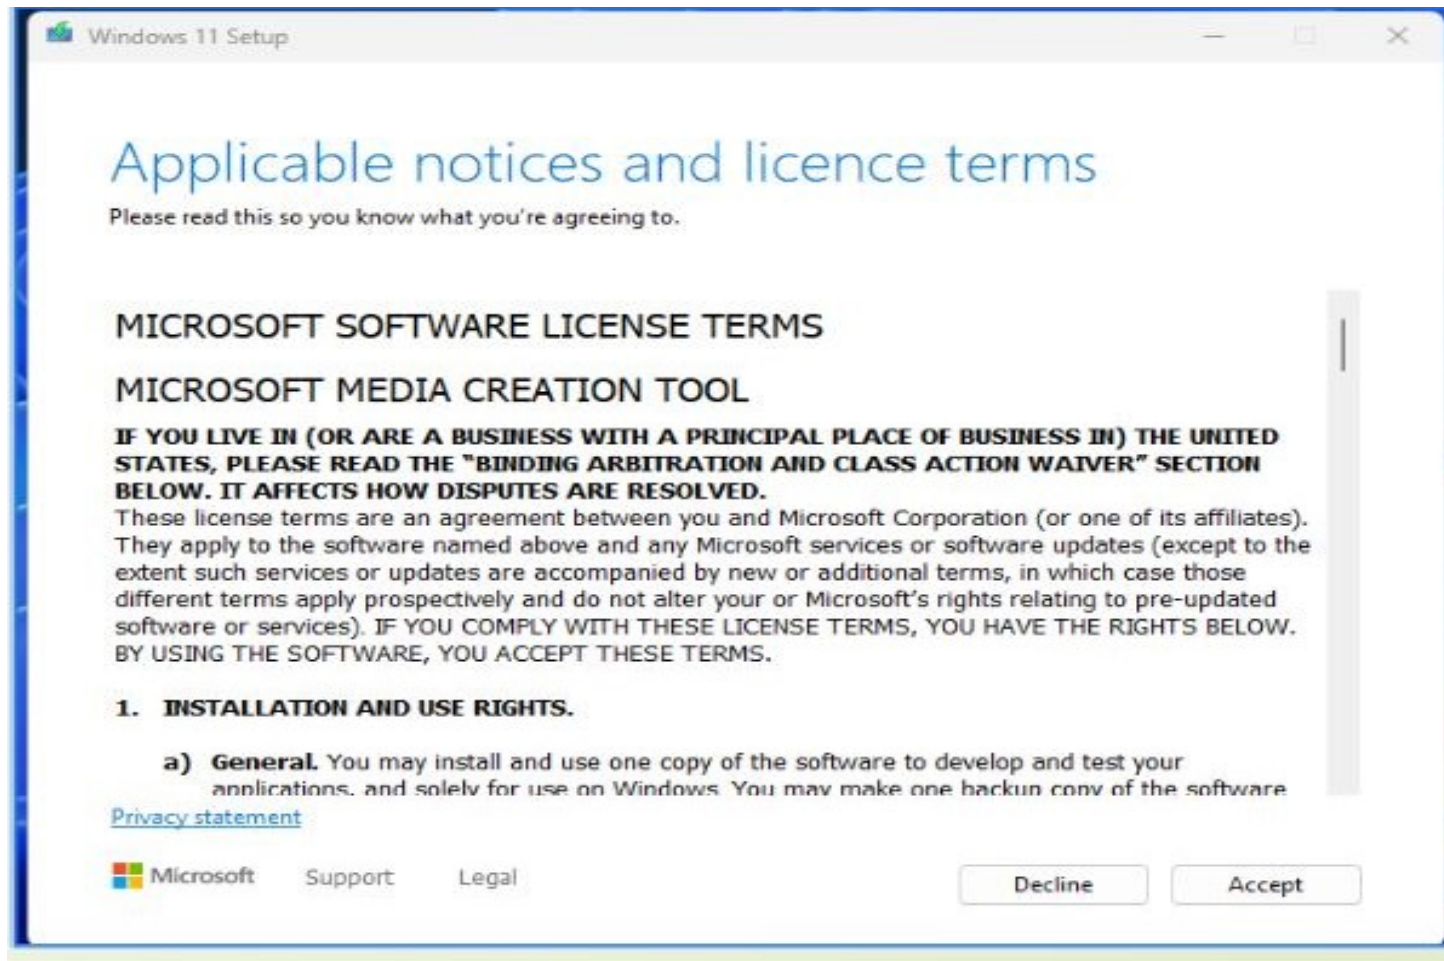 Windows 11 Setup
Applicable notices and licence terms
Please read this so you know what you're agreeing to.
MICROSOFT SOFTWARE LICENSE TERMS
MICROSOFT MEDIA CREATION TOOL
IF YOU LIVE IN (OR ARE A BUSINESS WITH A PRINCIPAL PLACE OF BUSINESS IN) THE UNITED
STATES, PLEASE READ THE “BINDING ARBITRATION AND CLASS ACTION WAIVER” SECTION
BELOW. IT AFFECTS HOW DISPUTES ARE RESOLVED.
These license terms are an agreement between you and Microsoft Corporation (or one of its affiliates).
They apply to the software named above and any Microsoft services or software updates (except to the
extent such services or updates are accompanied by new or additional terms, in which case those
different terms apply prospectively and do not alter your or Microsoft’s rights relating to pre-updated
software or services). IF YOU COMPLY WITH THESE LICENSE TERMS, YOU HAVE THE RIGHTS BELOW.
BY USING THE SOFTWARE, YOU ACCEPT THESE TERMS.
1. INSTALLATION AND USE RIGHTS.
a) General. You may install and use one copy of the software to develop and test your
applications, and solely for use on Windows. You may make one backup copy of the software
Privacy statement
Microsoft Support Legal
Decline Accept